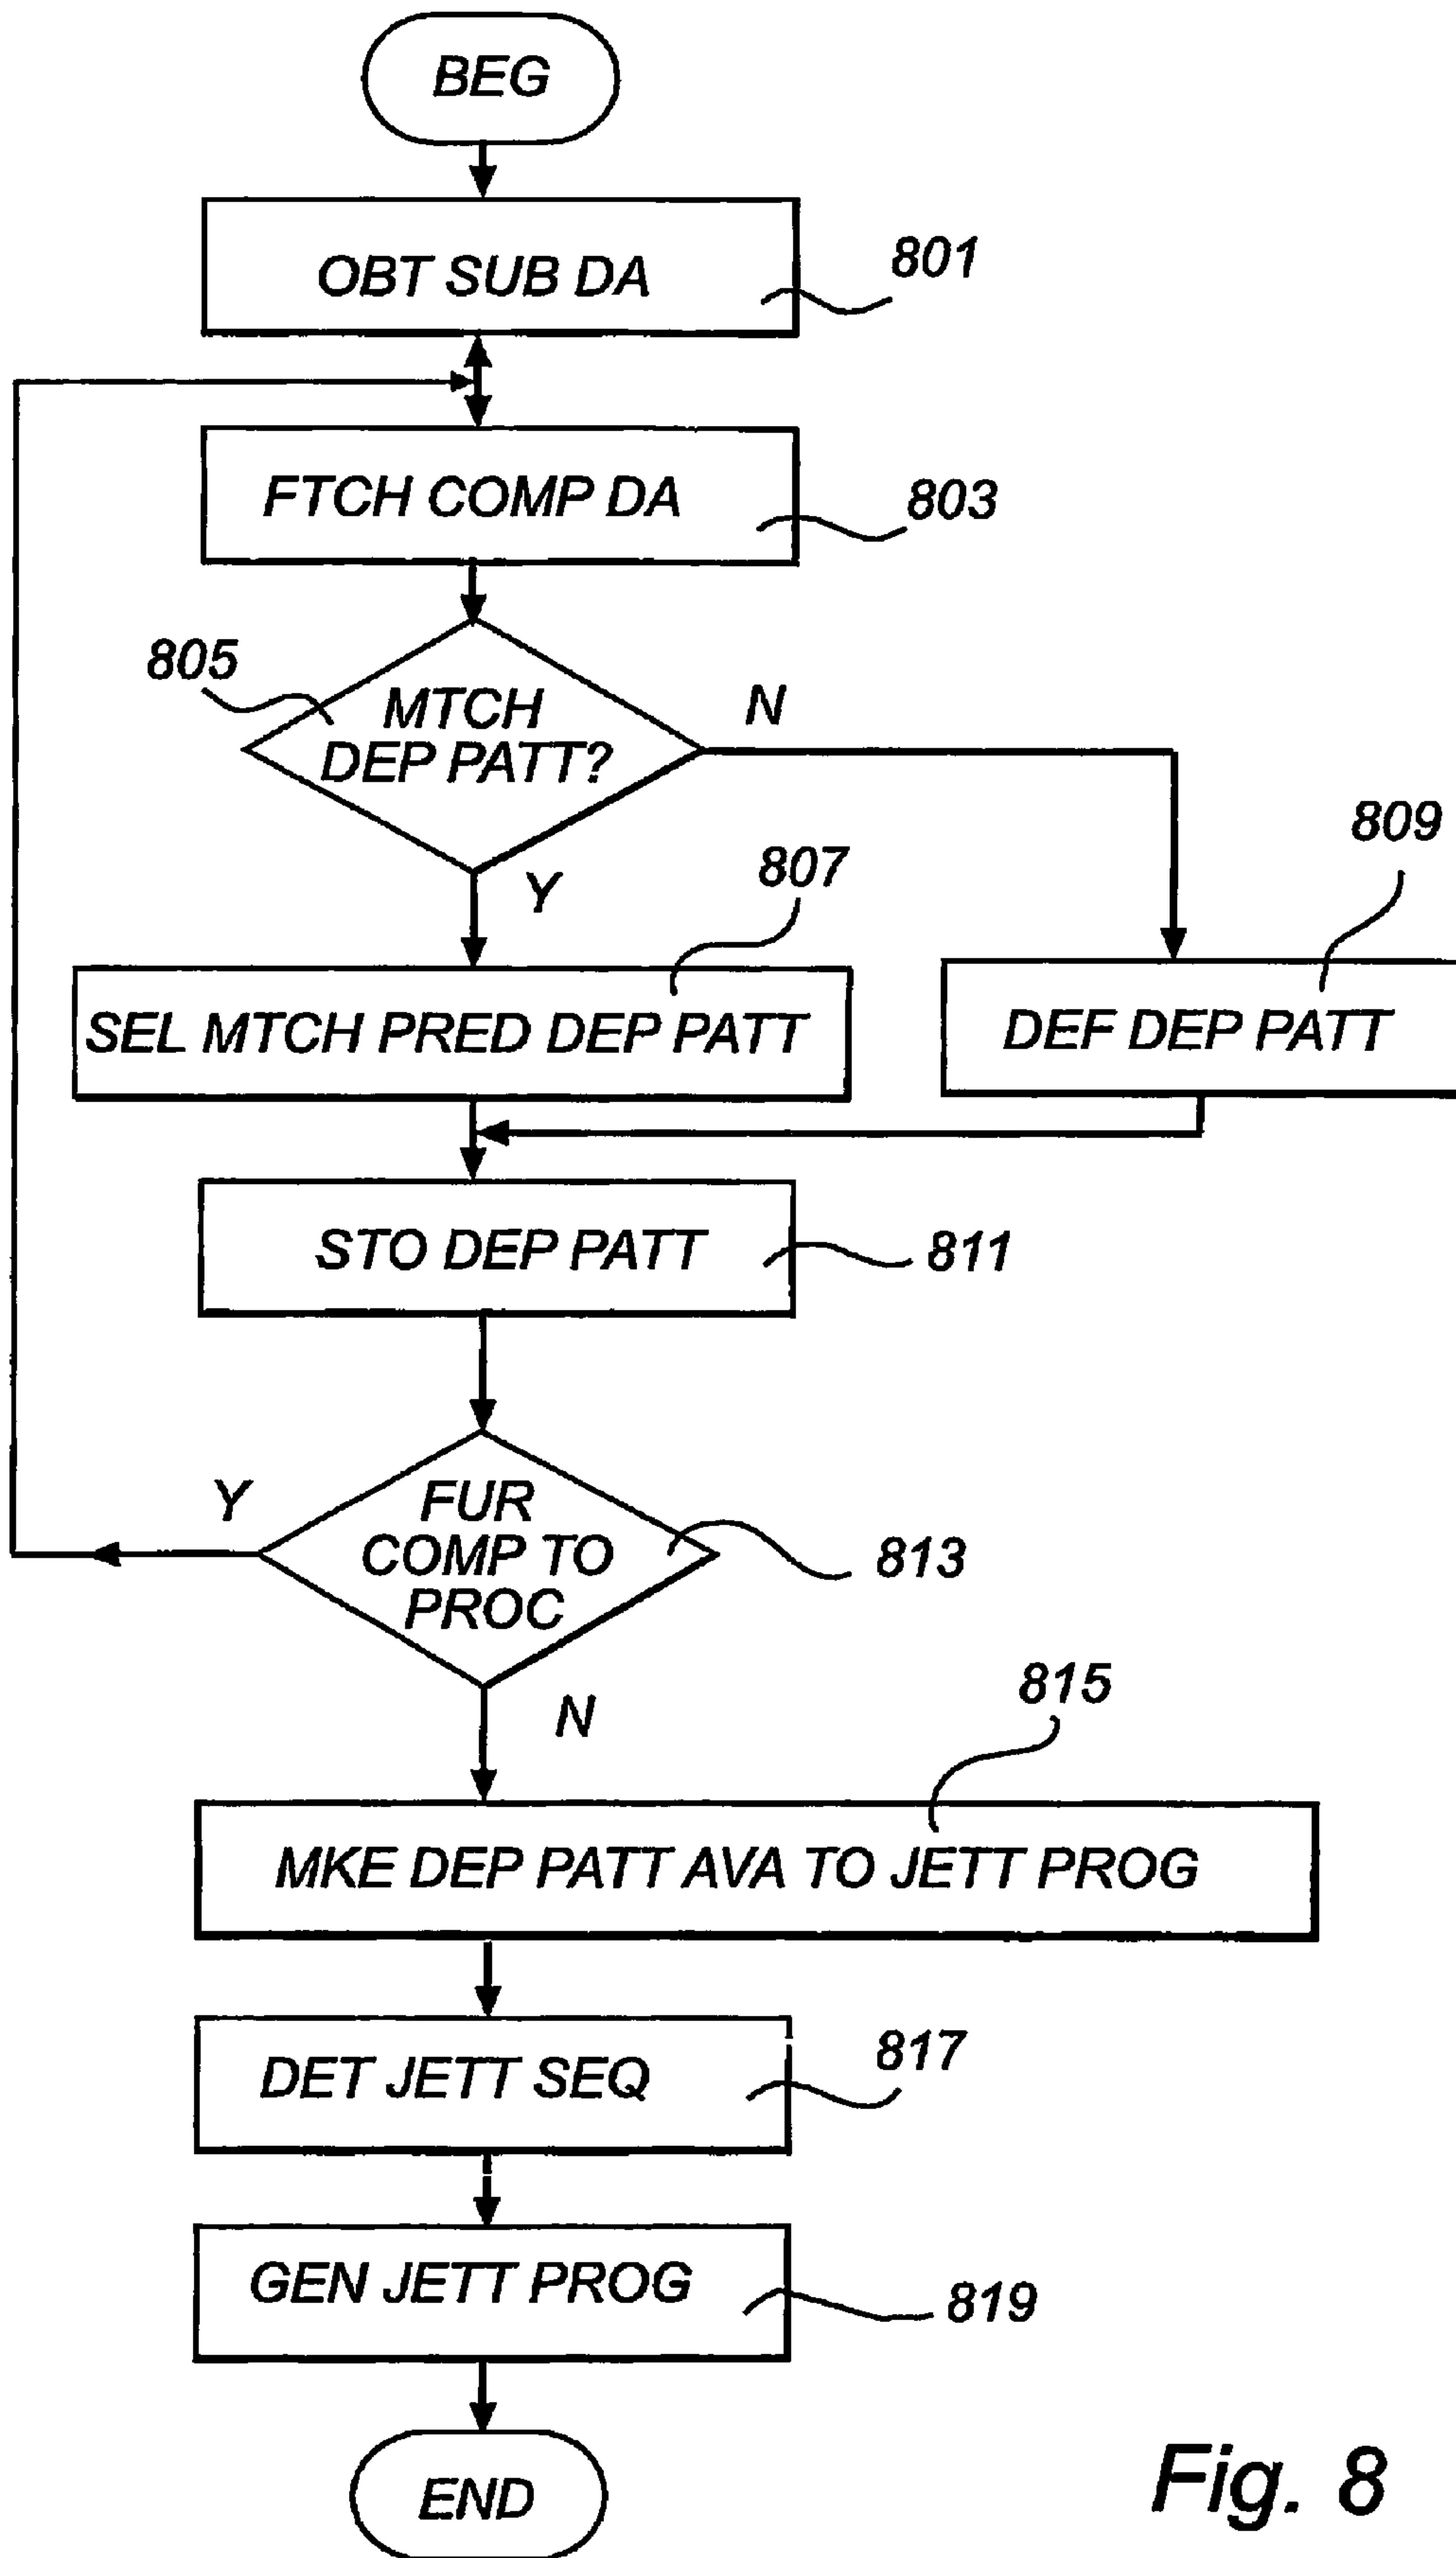 BEG
OBT SUB DA
801
FTCH COMP DA
803
805
MTCH
DEP PATT?
N
Y
807
809
SEL MTCH PRED DEP PATT
DEF DEP PATT
STO DEP PATT
811
Y
FUR
COMP TO
PROC
813
N
815
MKE DEP PATT AVA TO JETT PROG
DET JETT SEQ
817
GEN JETT PROG
819
END
Fig. 8